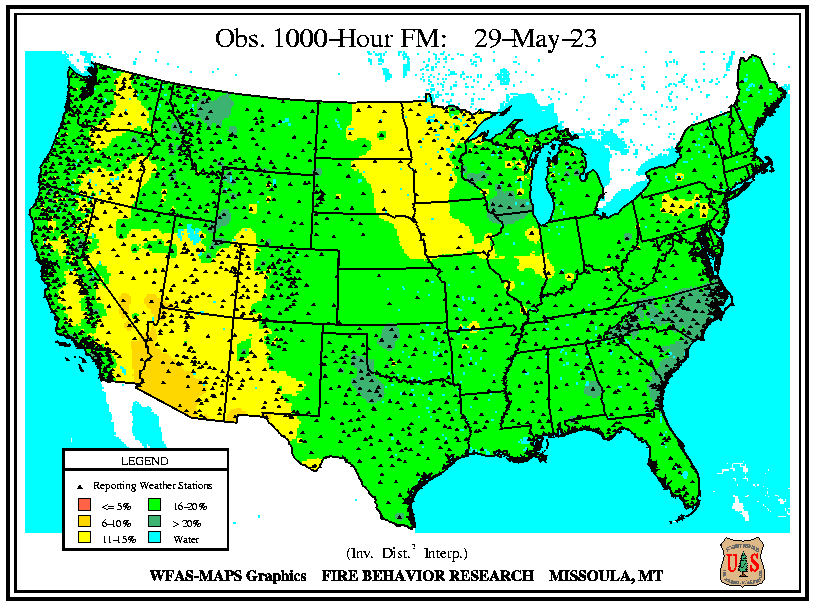 Obs. 1000-Hour FM: 29-May-23
LEGEND
Reporting Weather Stations
<= 5% 16-20%
6-10% > 20%
11-15% Water
(Inv. Dist.² Interp.)
WFAS-MAPS Graphics FIRE BEHAVIOR RESEARCH MISSOULA, MT
U S